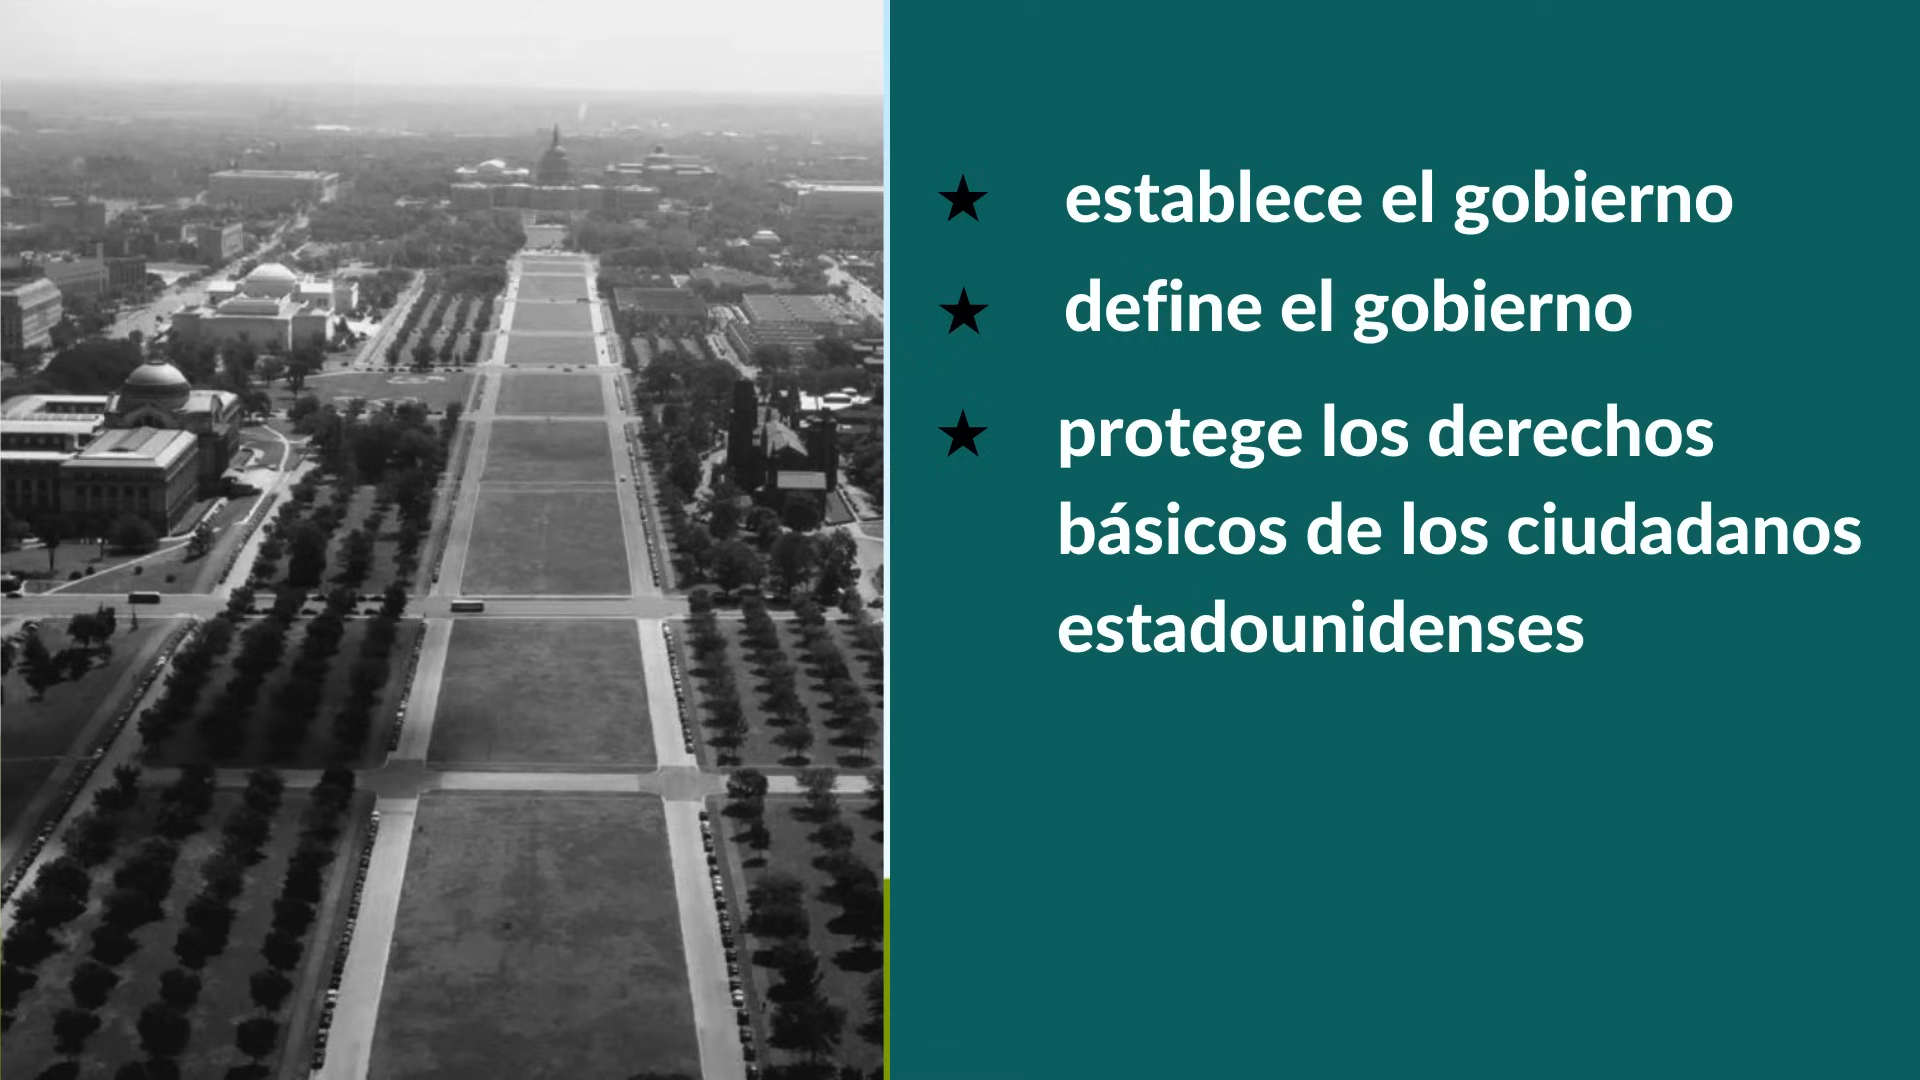 ★ establece el gobierno
★ define el gobierno
★ protege los derechos
básicos de los ciudadanos
estadounidenses